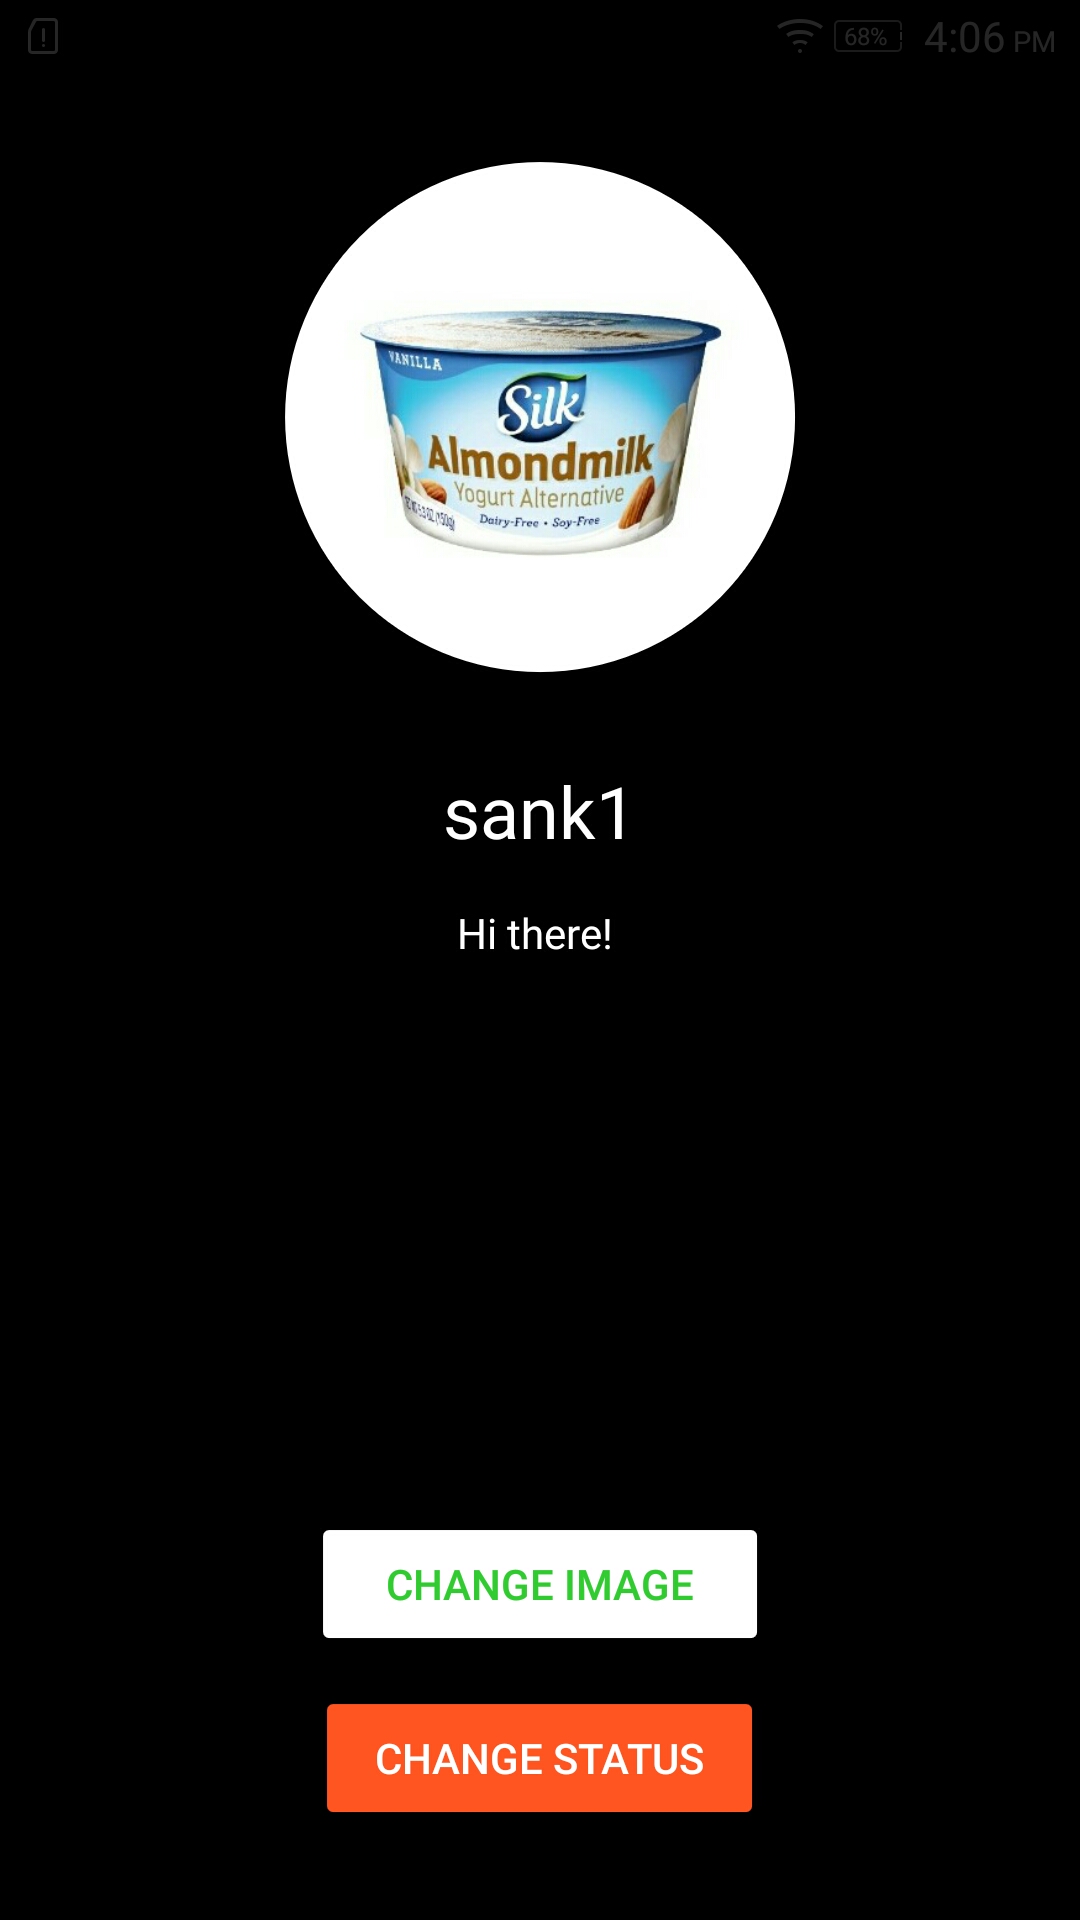 68% 4:06 PM
VANILLA
Silk
Almondmilk
Yogurt Alternative
Dairy-Free • Soy-Free
sank1
Hi there!
CHANGE IMAGE
CHANGE STATUS